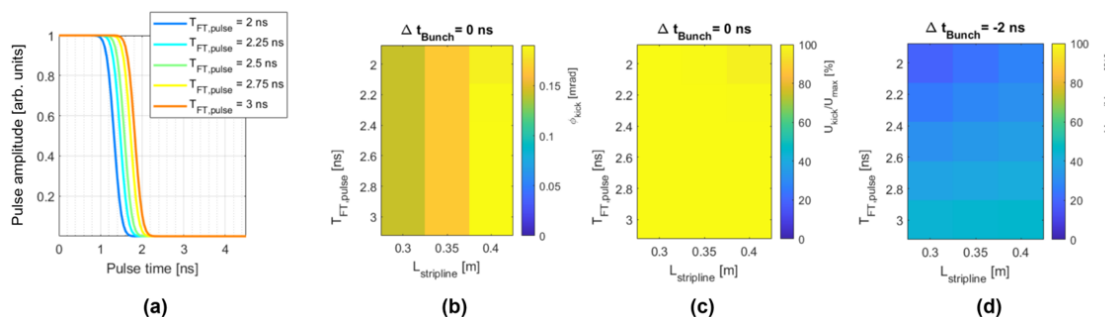 T_FT,pulse = 2 ns
T_FT,pulse = 2.25 ns
T_FT,pulse = 2.5 ns
T_FT,pulse = 2.75 ns
T_FT,pulse = 3 ns
Pulse amplitude [arb. units]
1
0.8
0.6
0.4
0.2
0 1 2 3 4
Pulse time [ns]
(a)
Δ t_Bunch = 0 ns
T_FT,pulse [ns]
2
2.2
2.4
2.6
2.8
3
0.3 0.35 0.4
L_stripline [m]
0.15
0.1
0.05
0
ϕ_kick [mrad]
(b)
Δ t_Bunch = 0 ns
T_FT,pulse [ns]
2
2.2
2.4
2.6
2.8
3
0.3 0.35 0.4
L_stripline [m]
100
80
60
40
20
0
U_kick/U_max [%]
(c)
Δ t_Bunch = -2 ns
T_FT,pulse [ns]
2
2.2
2.4
2.6
2.8
3
0.3 0.35 0.4
L_stripline [m]
100
80
60
40
20
0
(d)